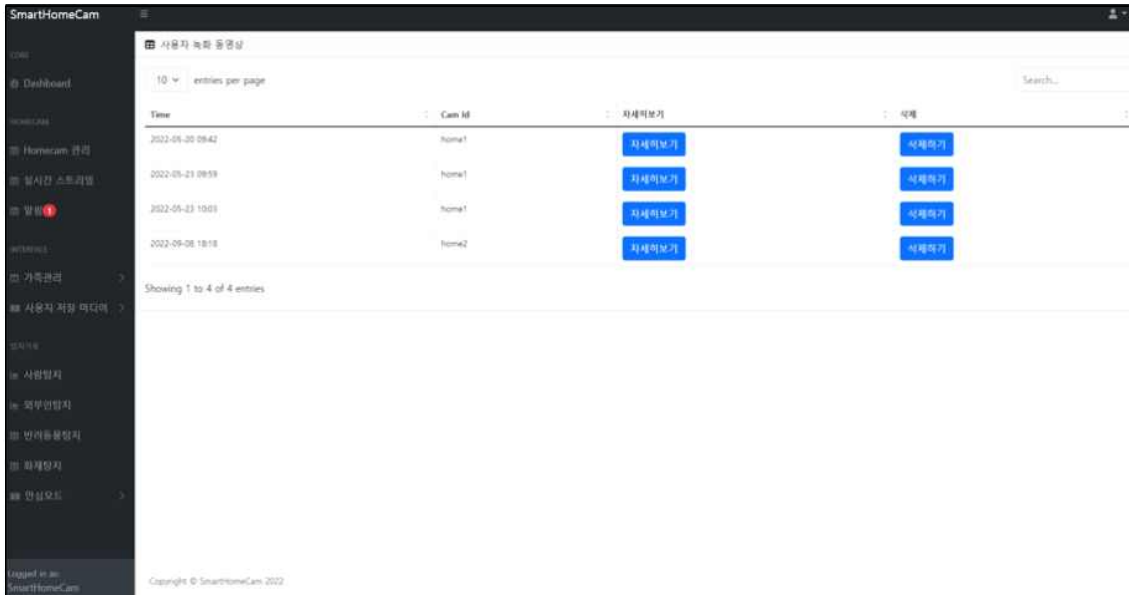 SmartHomeCam
CORE
Dashboard
HOMECAM
Homecam 관리
실시간 스트리밍
알림 1
INTERFACE
가족관리
사용자 저장 미디어
사람탐지
외부인탐지
반려동물탐지
화재탐지
안심모드
Logged in as:
SmartHomeCam
사용자 녹화 동영상
10 entries per page
Search...
Time Cam Id 자세히보기 삭제
2022-05-20 09:42 home1 자세히보기 삭제하기
2022-05-23 09:59 home1 자세히보기 삭제하기
2022-05-23 10:03 home1 자세히보기 삭제하기
2022-09-08 18:18 home2 자세히보기 삭제하기
Showing 1 to 4 of 4 entries
Copyright © SmartHomeCam 2022